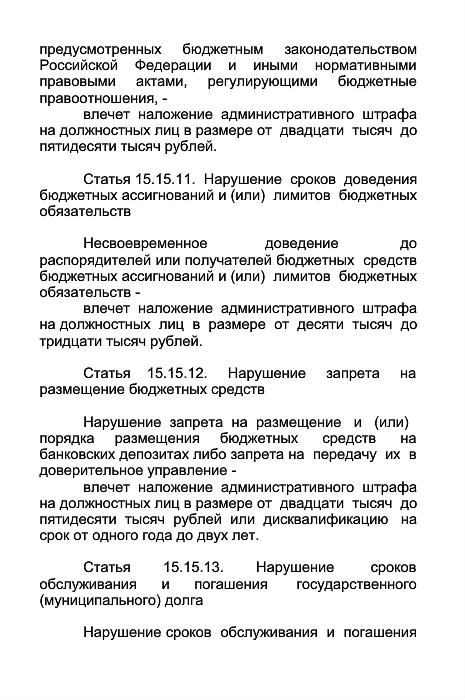 предусмотренных бюджетным законодательством
Российской Федерации и иными нормативными
правовыми актами, регулирующими бюджетные
правоотношения, -
влечет наложение административного штрафа
на должностных лиц в размере от двадцати тысяч до
пятидесяти тысяч рублей.
Статья 15.15.11. Нарушение сроков доведения
бюджетных ассигнований и (или) лимитов бюджетных
обязательств
Несвоевременное доведение до
распорядителей или получателей бюджетных средств
бюджетных ассигнований и (или) лимитов бюджетных
обязательств -
влечет наложение административного штрафа
на должностных лиц в размере от десяти тысяч до
тридцати тысяч рублей.
Статья 15.15.12. Нарушение запрета на
размещение бюджетных средств
Нарушение запрета на размещение и (или)
порядка размещения бюджетных средств на
банковских депозитах либо запрета на передачу их в
доверительное управление -
влечет наложение административного штрафа
на должностных лиц в размере от двадцати тысяч до
пятидесяти тысяч рублей или дисквалификацию на
срок от одного года до двух лет.
Статья 15.15.13. Нарушение сроков
обслуживания и погашения государственного
(муниципального) долга
Нарушение сроков обслуживания и погашения